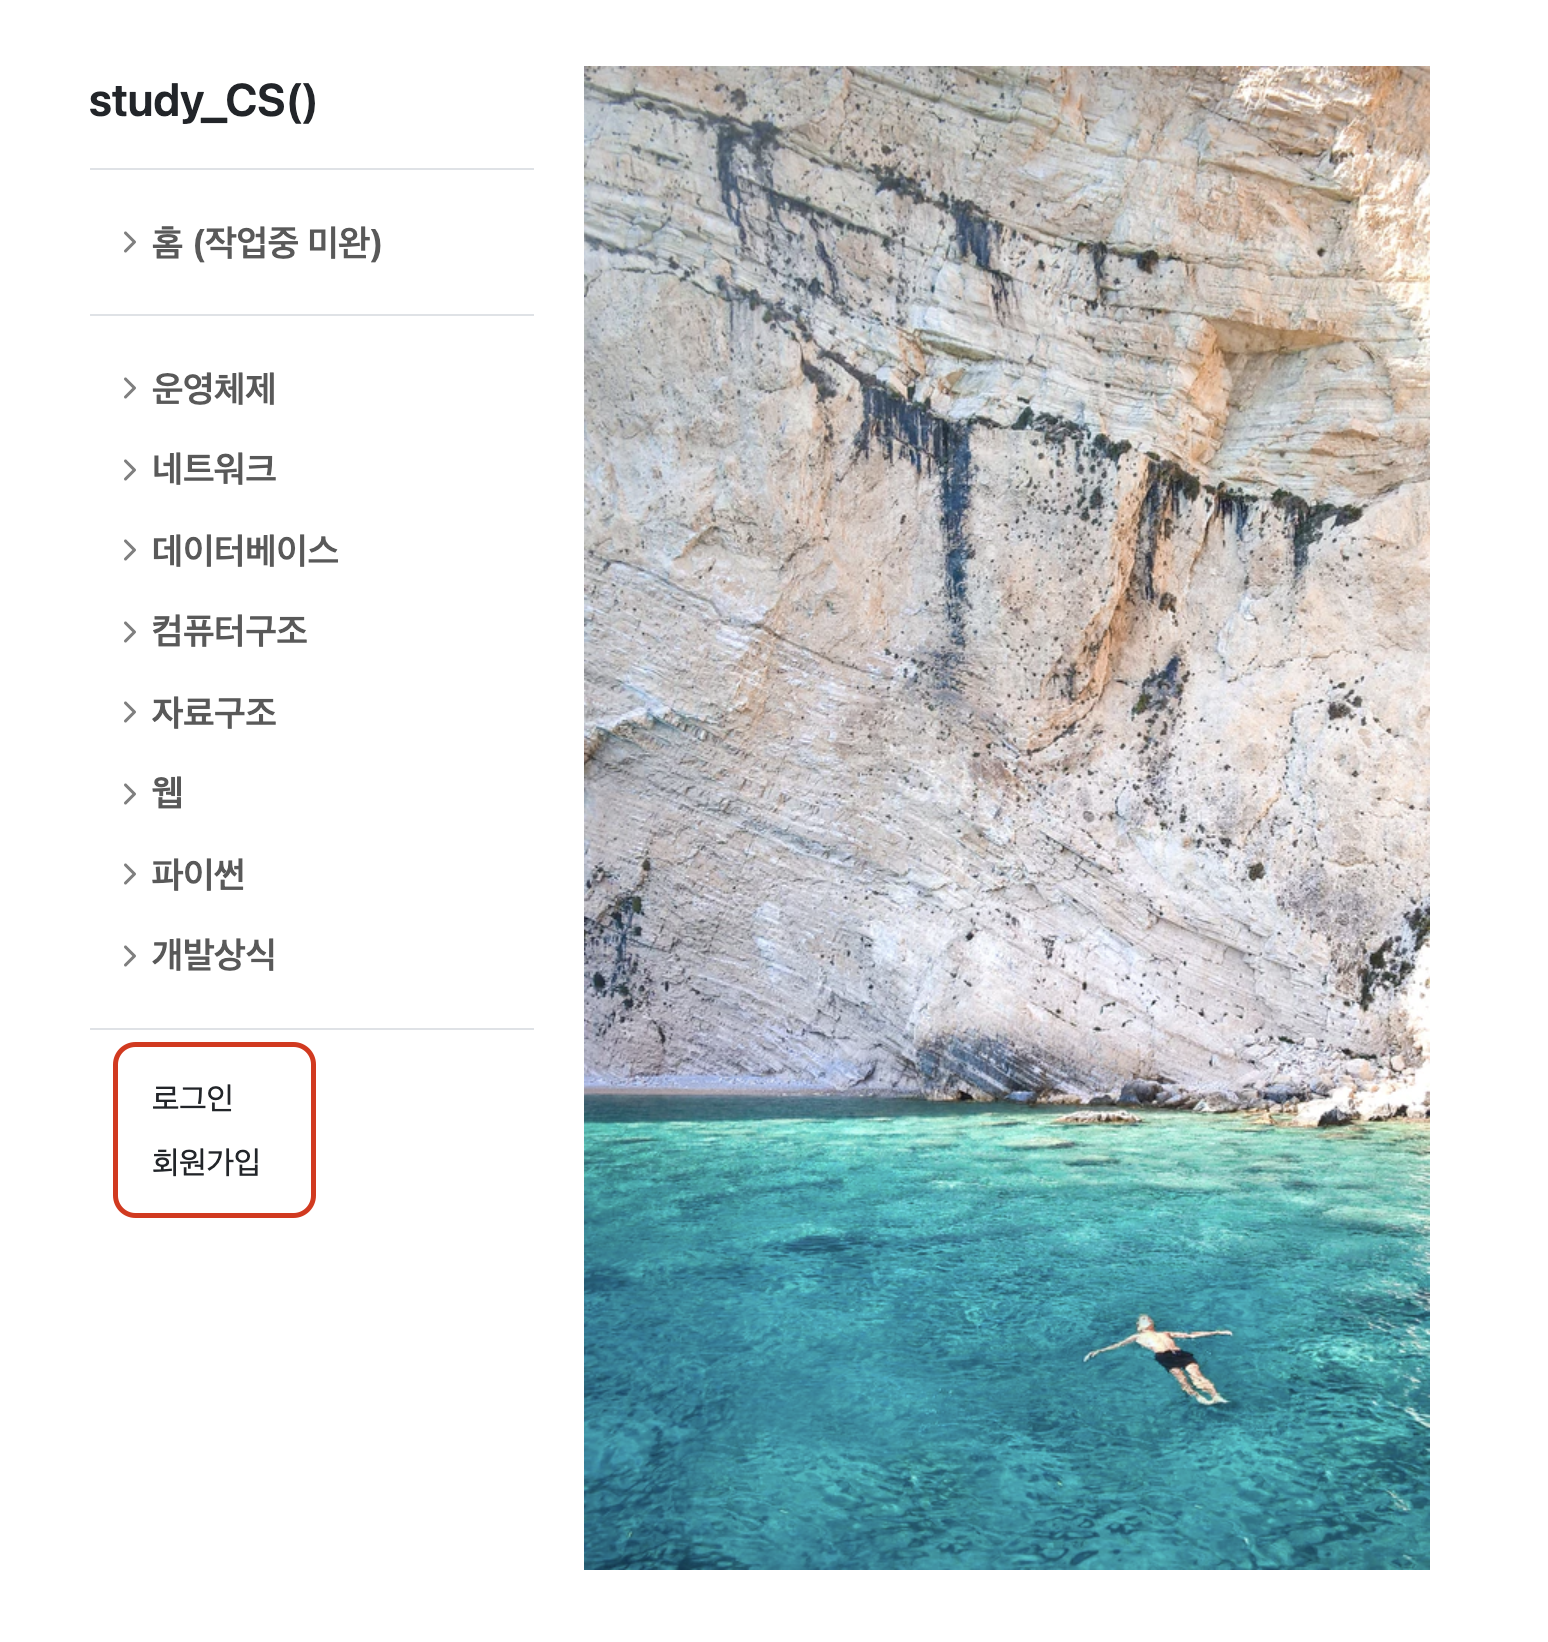 study_CS()
홈 (작업중 미완)
운영체제
네트워크
데이터베이스
컴퓨터구조
자료구조
웹
파이썬
개발상식
로그인
회원가입